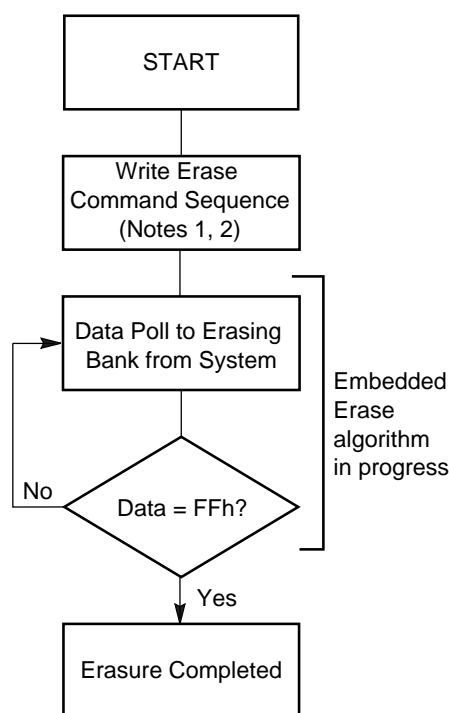 START
Write Erase
Command Sequence
(Notes 1, 2)
Data Poll to Erasing
Bank from System
Embedded
Erase
algorithm
in progress
No
Data = FFh?
Yes
Erasure Completed